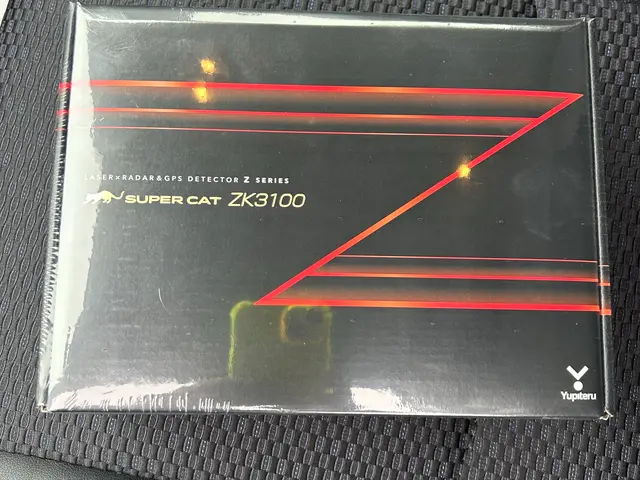 LASER×RADAR&GPS DETECTOR Z SERIES
SUPER CAT ZK3100
Yupiteru